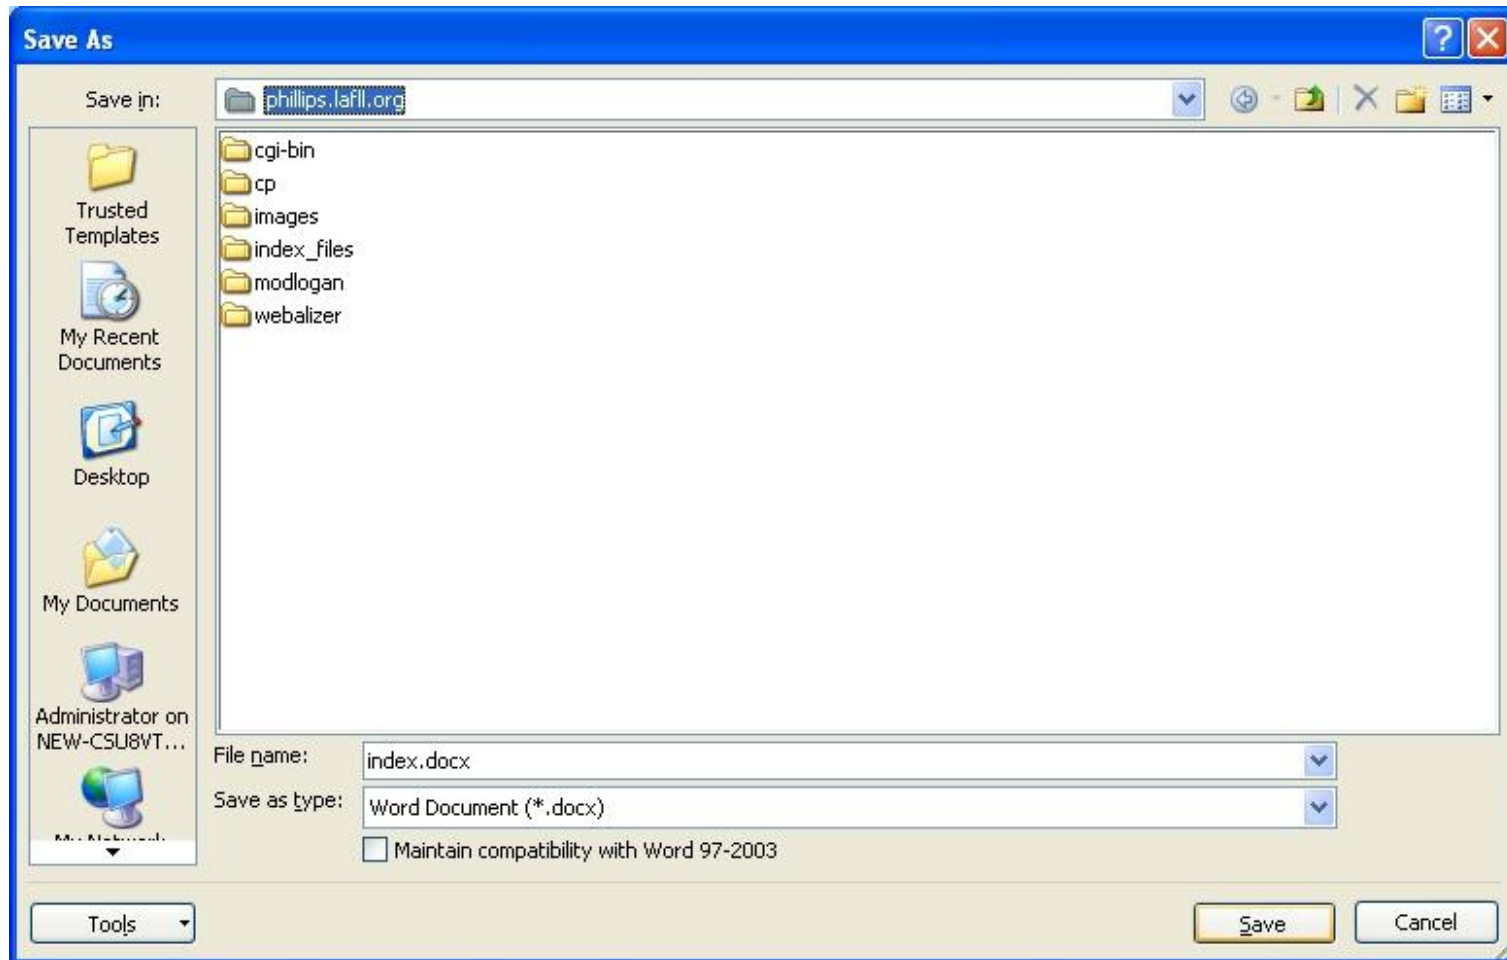 Save As
Save in:
phillips.lafll.org
cgi-bin
cp
images
index_files
modlogan
webalizer
Trusted
Templates
My Recent
Documents
Desktop
My Documents
Administrator on
NEW-CSU8VT...
My Network
File name:
index.docx
Save as type:
Word Document (*.docx)
Maintain compatibility with Word 97-2003
Tools
Save
Cancel